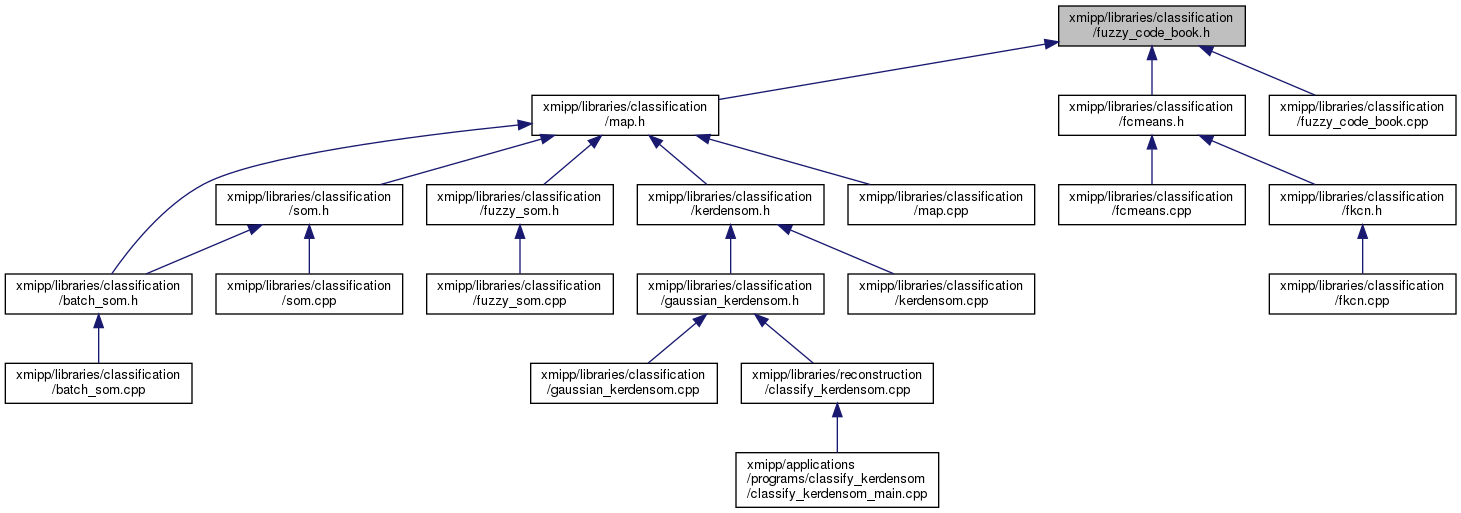 xmipp/libraries/classification
/fuzzy_code_book.h
xmipp/libraries/classification
/map.h
xmipp/libraries/classification
/fcmeans.h
xmipp/libraries/classification
/fuzzy_code_book.cpp
xmipp/libraries/classification
/som.h
xmipp/libraries/classification
/fuzzy_som.h
xmipp/libraries/classification
/kerdensom.h
xmipp/libraries/classification
/map.cpp
xmipp/libraries/classification
/fcmeans.cpp
xmipp/libraries/classification
/fkcn.h
xmipp/libraries/classification
/batch_som.h
xmipp/libraries/classification
/som.cpp
xmipp/libraries/classification
/fuzzy_som.cpp
xmipp/libraries/classification
/gaussian_kerdensom.h
xmipp/libraries/classification
/kerdensom.cpp
xmipp/libraries/classification
/fkcn.cpp
xmipp/libraries/classification
/batch_som.cpp
xmipp/libraries/classification
/gaussian_kerdensom.cpp
xmipp/libraries/reconstruction
/classify_kerdensom.cpp
xmipp/applications
/programs/classify_kerdensom
/classify_kerdensom_main.cpp